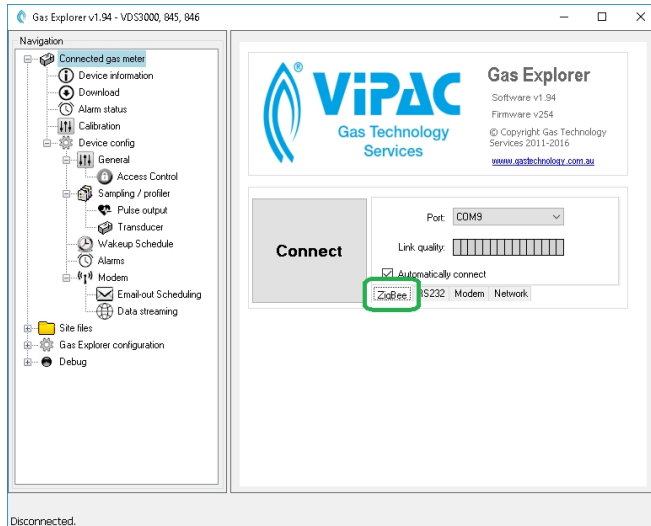 Gas Explorer v1.94 - VDS3000, 845, 846
Navigation
Connected gas meter
Device information
Download
Alarm status
Calibration
Device config
General
Access Control
Sampling / profiler
Pulse output
Transducer
Wakeup Schedule
Alarms
Modem
Email-out Scheduling
Data streaming
Site files
Gas Explorer configuration
Debug
ViPAC
Gas Technology
Services
Gas Explorer
Software v1.94
Firmware v254
© Copyright Gas Technology
Services 2011-2016
www.gastechnology.com.au
Connect
Port: COM9
Link quality:
Automatically connect
ZigBee S232 Modem Network
Disconnected.